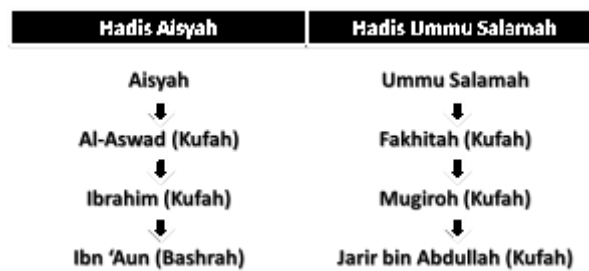 Hadis Aisyah
Hadis Ummu Salamah
Aisyah
Ummu Salamah
Al-Aswad (Kufah)
Fakhitah (Kufah)
Ibrahim (Kufah)
Mugiroh (Kufah)
Ibn ‘Aun (Bashrah)
Jarir bin Abdullah (Kufah)